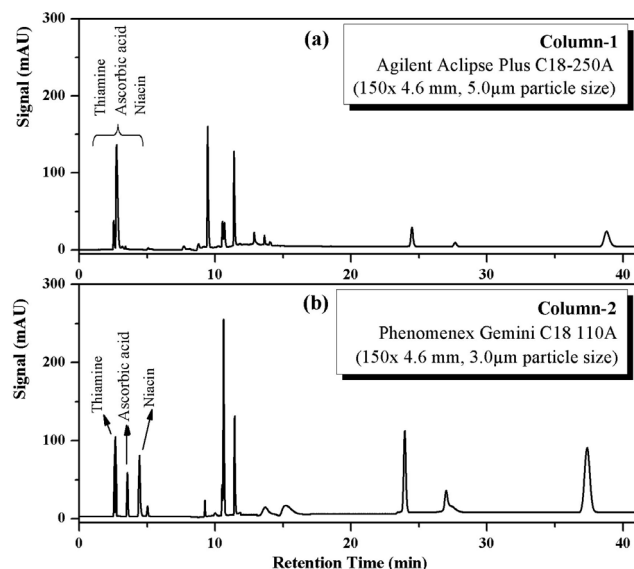 300
(a)
Column-1
Agilent Aclipse Plus C18-250A
(150x 4.6 mm, 5.0µm particle size)
Thiamine
Ascorbic acid
Niacin
Signal (mAU)
200
100
0
0
10
20
30
40
300
(b)
Column-2
Phenomenex Gemini C18 110A
(150x 4.6 mm, 3.0µm particle size)
Thiamine
Ascorbic acid
Niacin
Signal (mAU)
200
100
0
0
10
20
30
40
Retention Time (min)